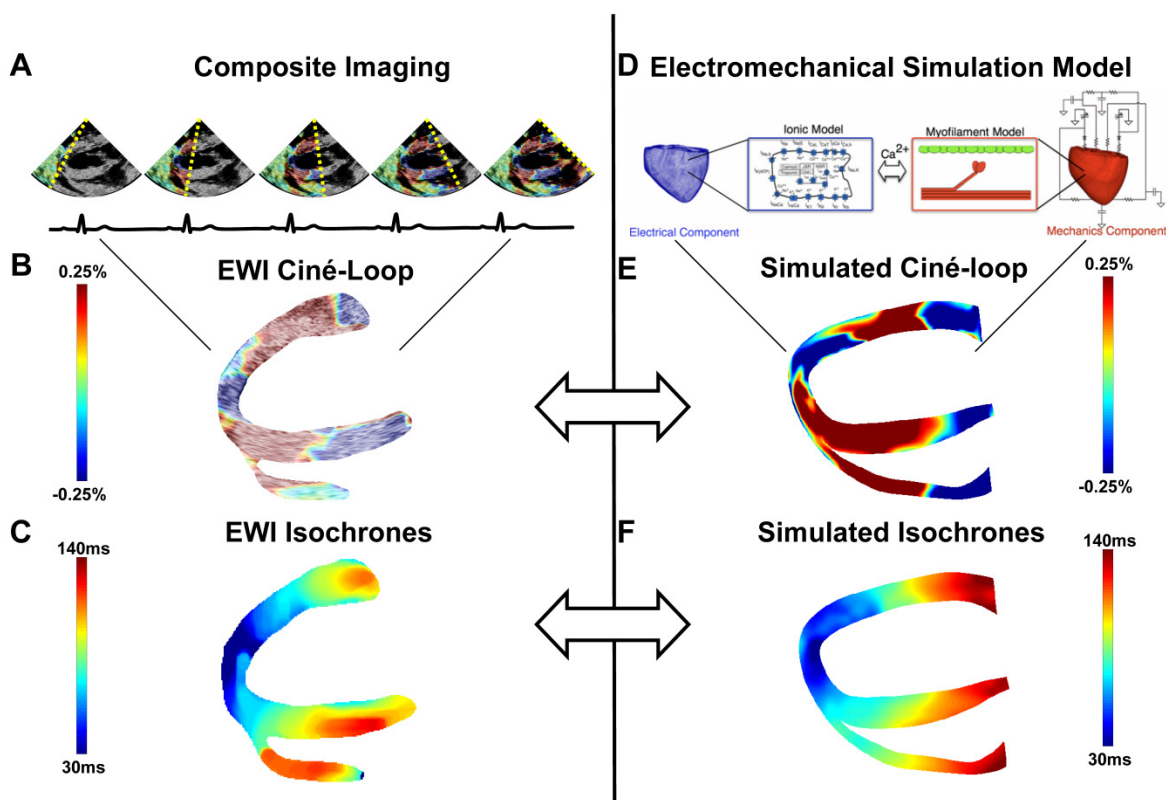 A
Composite Imaging
B
EWI Ciné-Loop
0.25%
-0.25%
C
EWI Isochrones
140ms
30ms
D
Electromechanical Simulation Model
Ionic Model
Ca2+
Myofilament Model
Electrical Component
Mechanics Component
E
Simulated Ciné-loop
0.25%
-0.25%
F
Simulated Isochrones
140ms
30ms